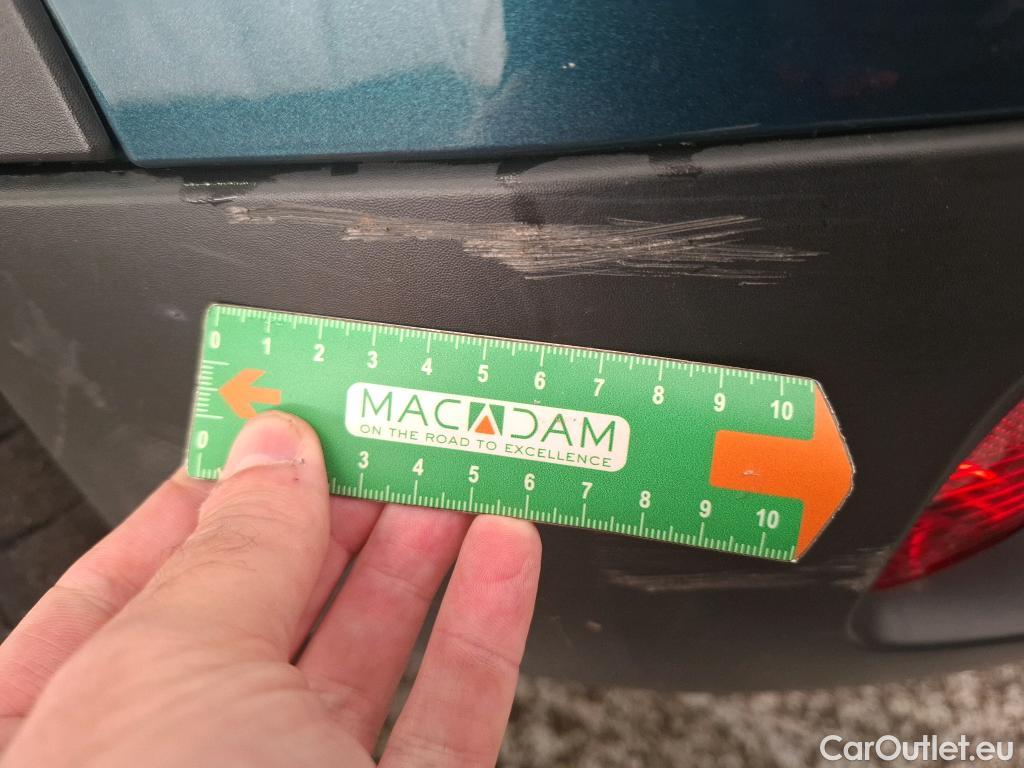 0 1 2 3 4 5 6 7 8 9 10
MACADAM
ON THE ROAD TO EXCELLENCE
0 3 4 5 6 7 8 9 10
CarOutlet.eu